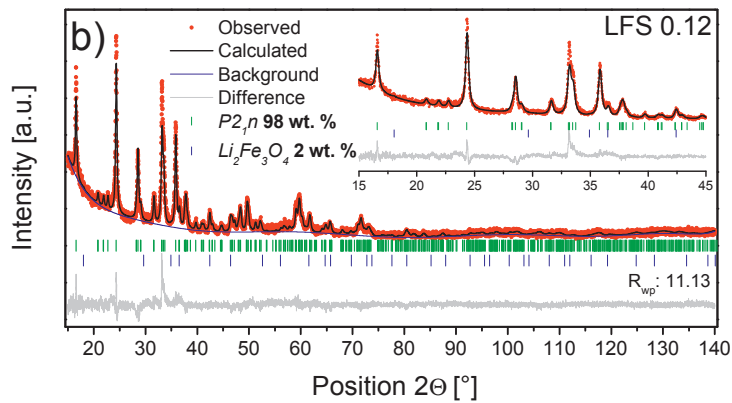 b)
Observed
Calculated
Background
Difference
P2₁n 98 wt. %
Li₂Fe₃O₄ 2 wt. %
LFS 0.12
15 20 25 30 35 40 45
R_wp: 11.13
Intensity [a.u.]
20 30 40 50 60 70 80 90 100 110 120 130 140
Position 2Θ [°]